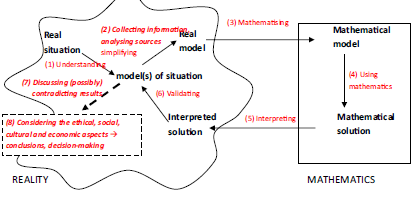 Real
situation
(2) Collecting information,
analysing sources
simplifying
Real
model
(3) Mathematising
Mathematical
model
(1) Understanding
model(s) of situation
(7) Discussing (possibly)
contradicting results
(4) Using
mathematics
(6) Validating
Interpreted
solution
(5) Interpreting
Mathematical
solution
(8) Considering the ethical, social,
cultural and economic aspects →
conclusions, decision-making
REALITY
MATHEMATICS